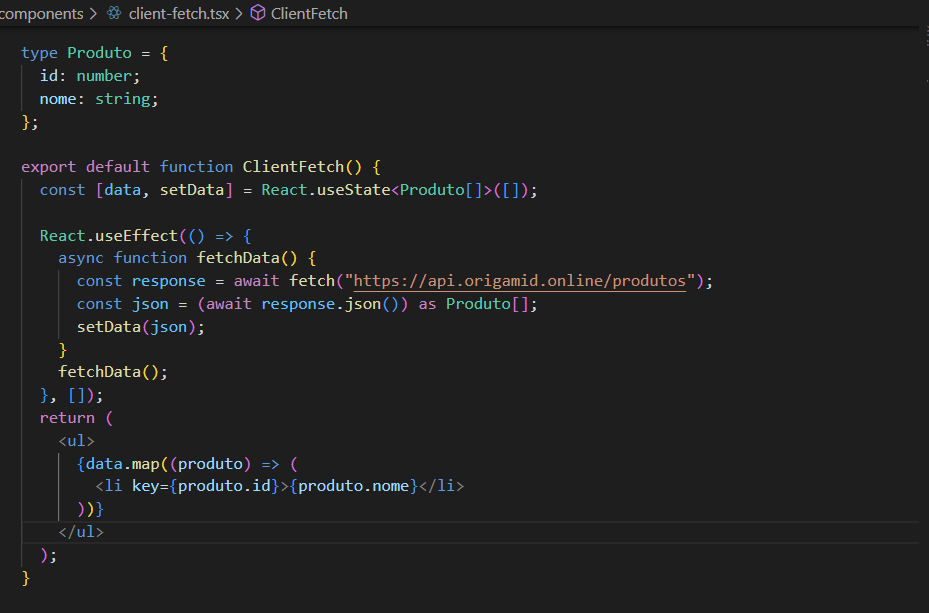 components > client-fetch.tsx > ClientFetch
type Produto = {
  id: number;
  nome: string;
};

export default function ClientFetch() {
  const [data, setData] = React.useState<Produto[]>([]);

  React.useEffect(() => {
    async function fetchData() {
      const response = await fetch("https://api.origamid.online/produtos");
      const json = (await response.json()) as Produto[];
      setData(json);
    }
    fetchData();
  }, []);
  return (
    <ul>
      {data.map((produto) => (
        <li key={produto.id}>{produto.nome}</li>
      ))}
    </ul>
  );
}